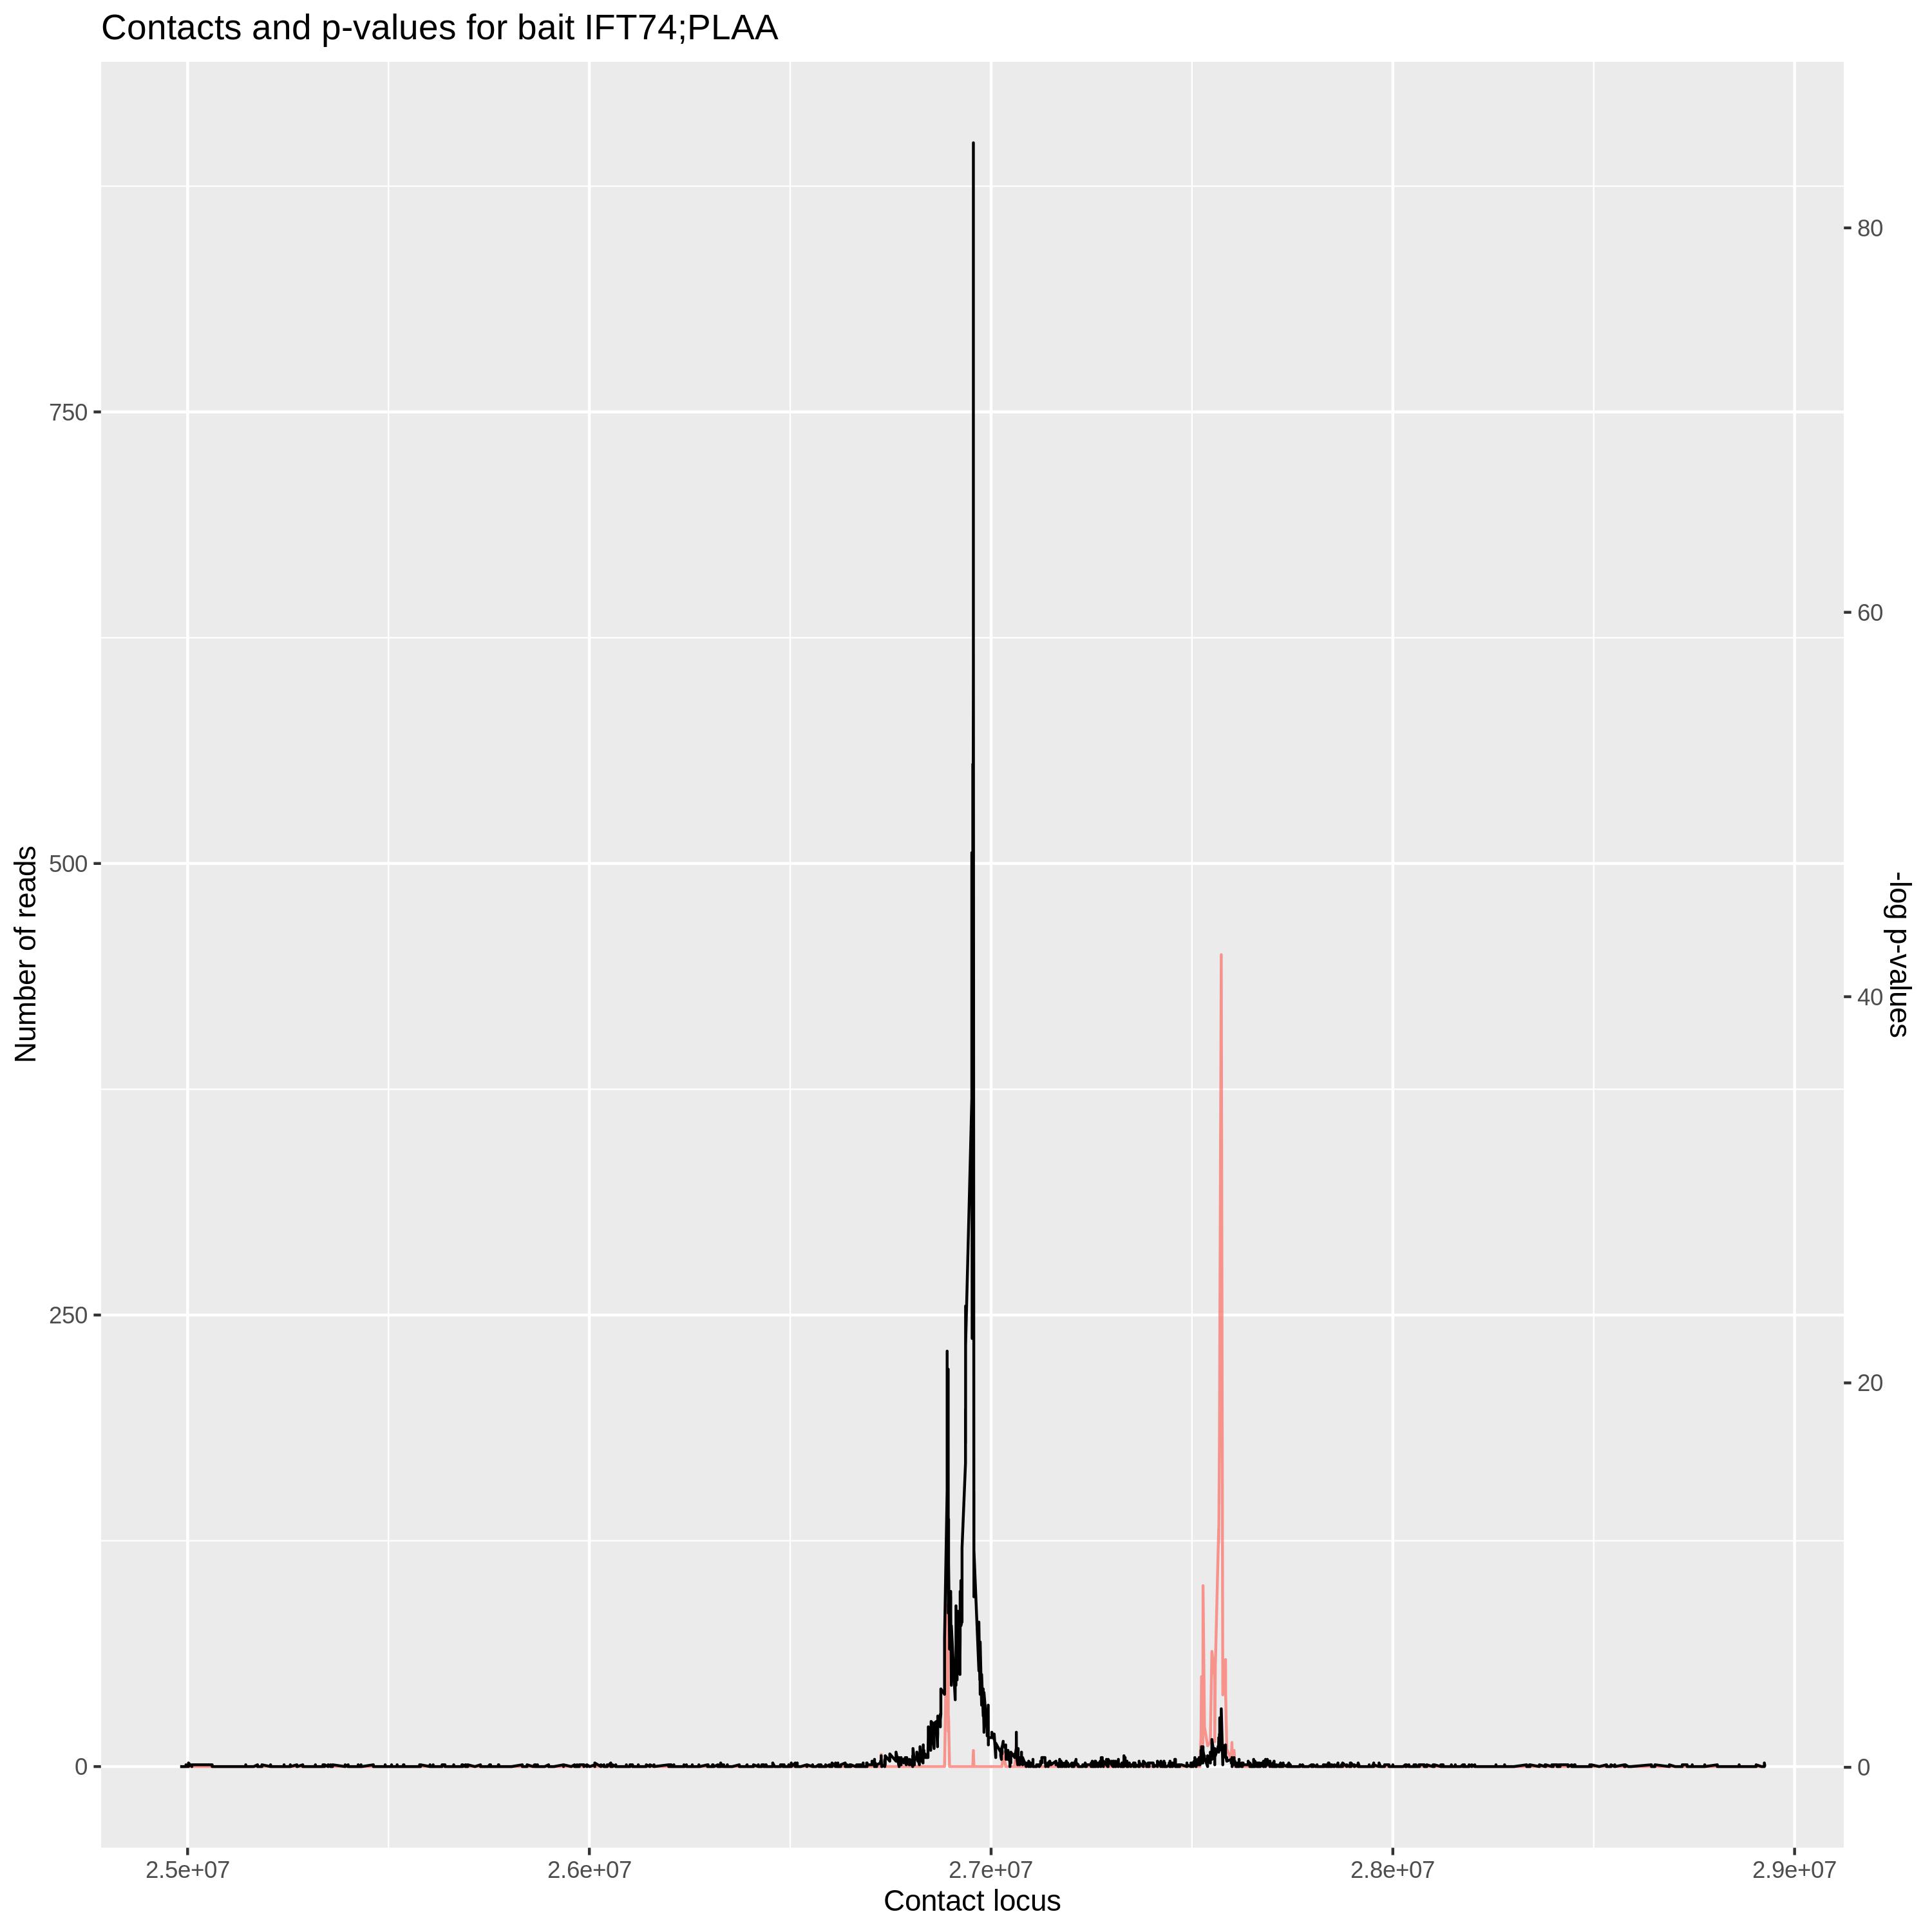 Contacts and p-values for bait IFT74;PLAA
750
500
250
0
Number of reads
80
60
40
20
0
-log p-values
2.5e+07
2.6e+07
2.7e+07
2.8e+07
2.9e+07
Contact locus